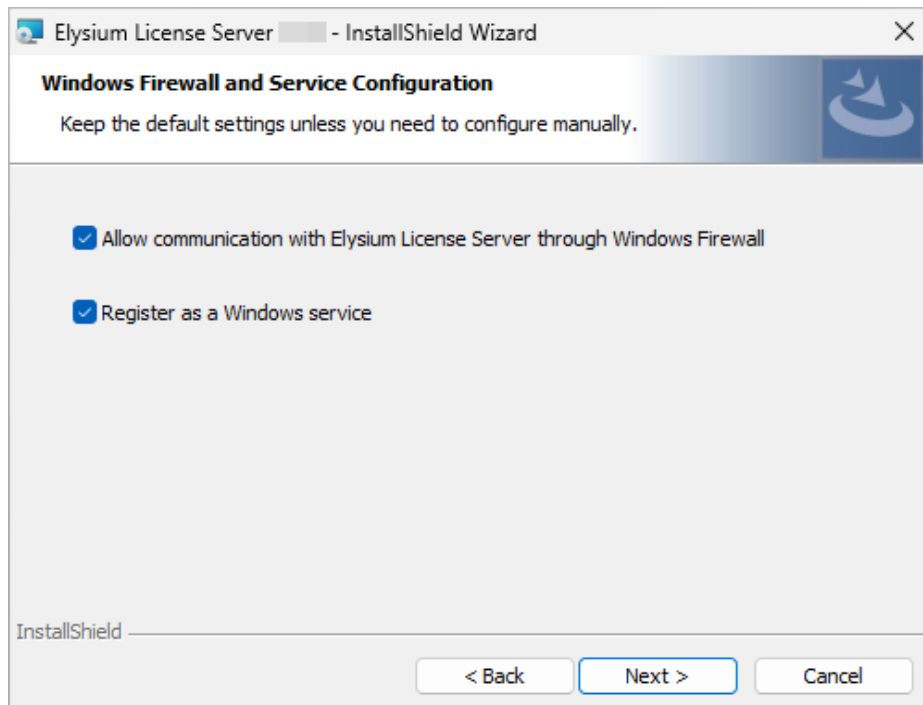 Elysium License Server - InstallShield Wizard
Windows Firewall and Service Configuration
Keep the default settings unless you need to configure manually.
Allow communication with Elysium License Server through Windows Firewall
Register as a Windows service
InstallShield
< Back Next > Cancel